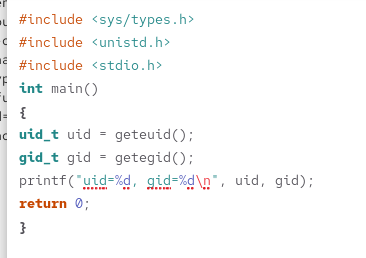 #include <sys/types.h>
#include <unistd.h>
#include <stdio.h>
int main()
{
uid_t uid = geteuid();
gid_t gid = getegid();
printf("uid=%d, gid=%d\n", uid, gid);
return 0;
}